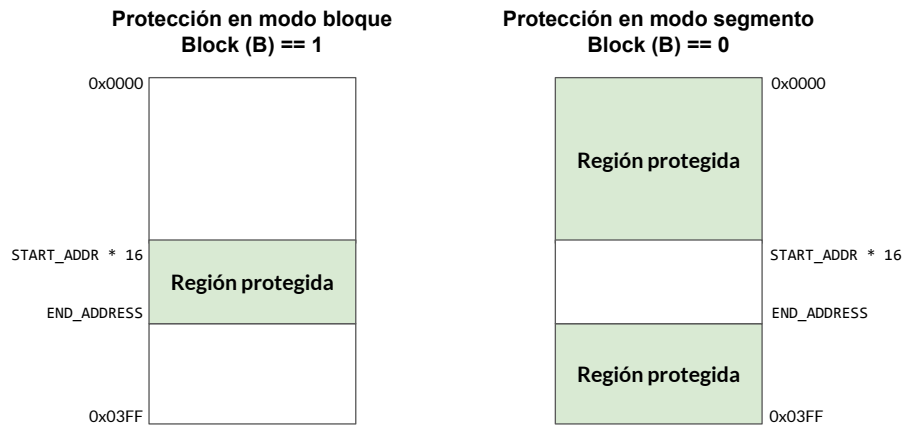 Protección en modo bloque
Block (B) == 1
0x0000
START_ADDR * 16
Región protegida
END_ADDRESS
0x03FF
Protección en modo segmento
Block (B) == 0
0x0000
Región protegida
START_ADDR * 16
END_ADDRESS
Región protegida
0x03FF